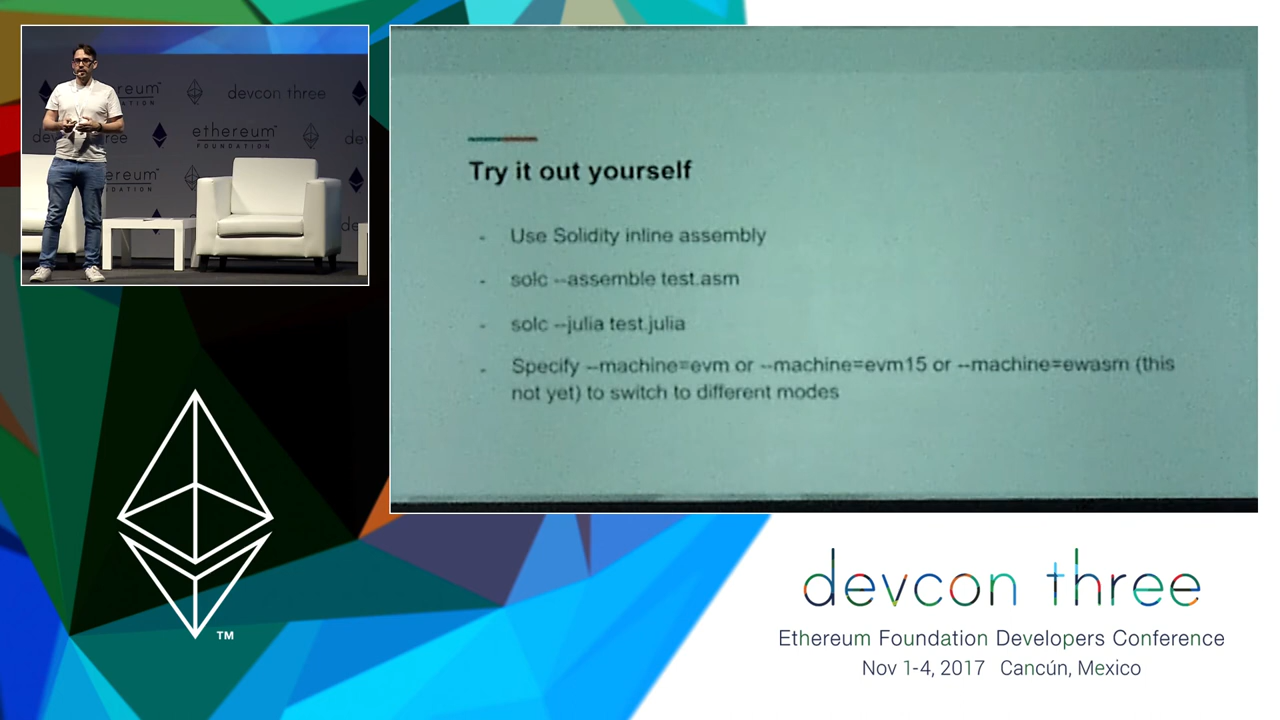 devcon three
ethereum™
FOUNDATION
Try it out yourself
- Use Solidity inline assembly
- solc --assemble test.asm
- solc --julia test.julia
- Specify --machine=evm or --machine=evm15 or --machine=ewasm (this
not yet) to switch to different modes
TM
devcon three
Ethereum Foundation Developers Conference
Nov 1-4, 2017 Cancún, Mexico